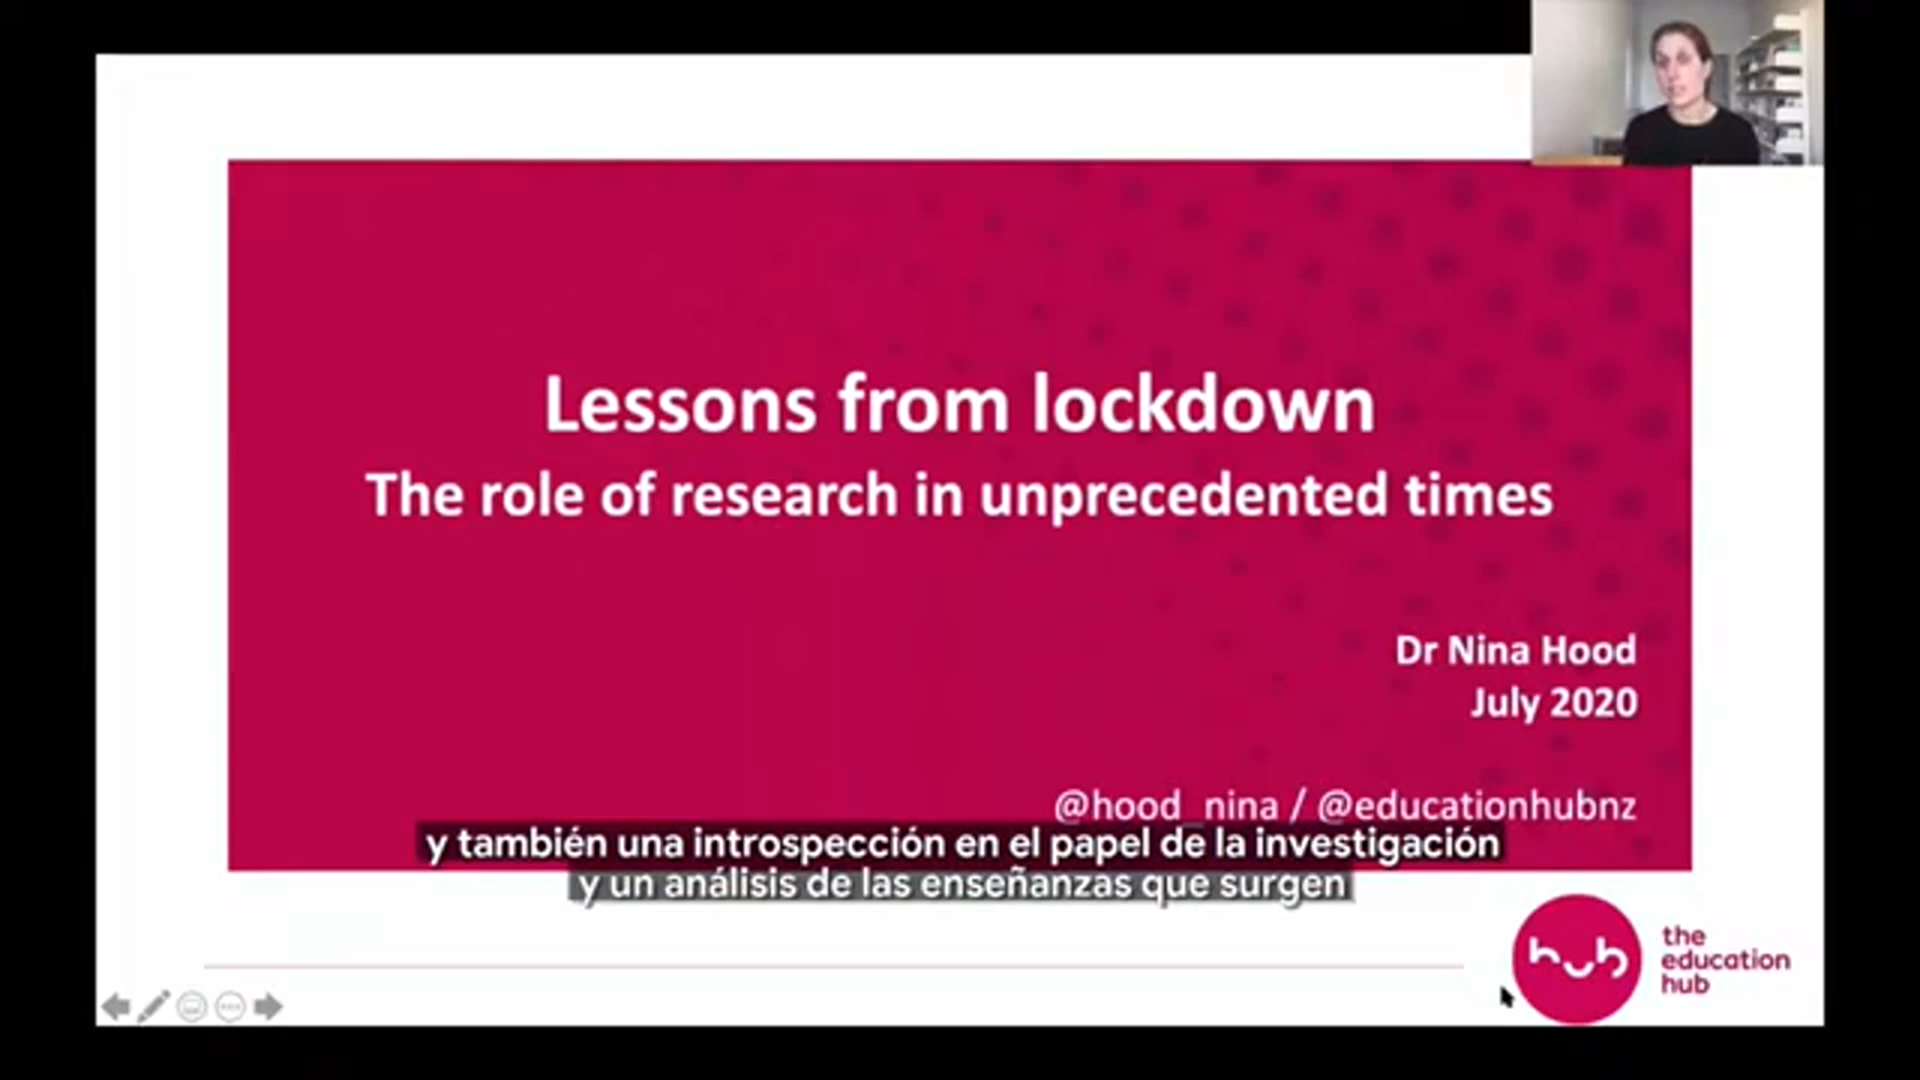 Lessons from lockdown
The role of research in unprecedented times
Dr Nina Hood
July 2020
@hood_nina / @educationhubnz
y también una introspección en el papel de la investigación
y un análisis de las enseñanzas que surgen
hub
the
education
hub